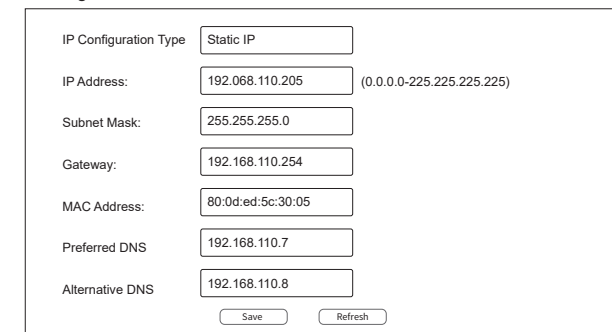 IP Configuration Type Static IP
IP Address: 192.068.110.205 (0.0.0.0-225.225.225.225)
Subnet Mask: 255.255.255.0
Gateway: 192.168.110.254
MAC Address: 80:0d:ed:5c:30:05
Preferred DNS 192.168.110.7
Alternative DNS 192.168.110.8
Save Refresh